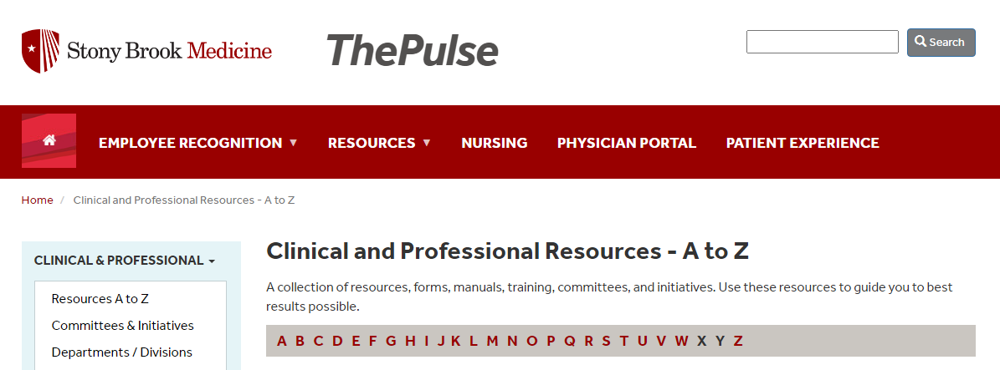 Stony Brook Medicine
ThePulse
Search
EMPLOYEE RECOGNITION ▼ RESOURCES ▼ NURSING PHYSICIAN PORTAL PATIENT EXPERIENCE
Home / Clinical and Professional Resources - A to Z
CLINICAL & PROFESSIONAL
Resources A to Z
Committees & Initiatives
Departments / Divisions
Clinical and Professional Resources - A to Z
A collection of resources, forms, manuals, training, committees, and initiatives. Use these resources to guide you to best
results possible.
A B C D E F G H I J K L M N O P Q R S T U V W X Y Z